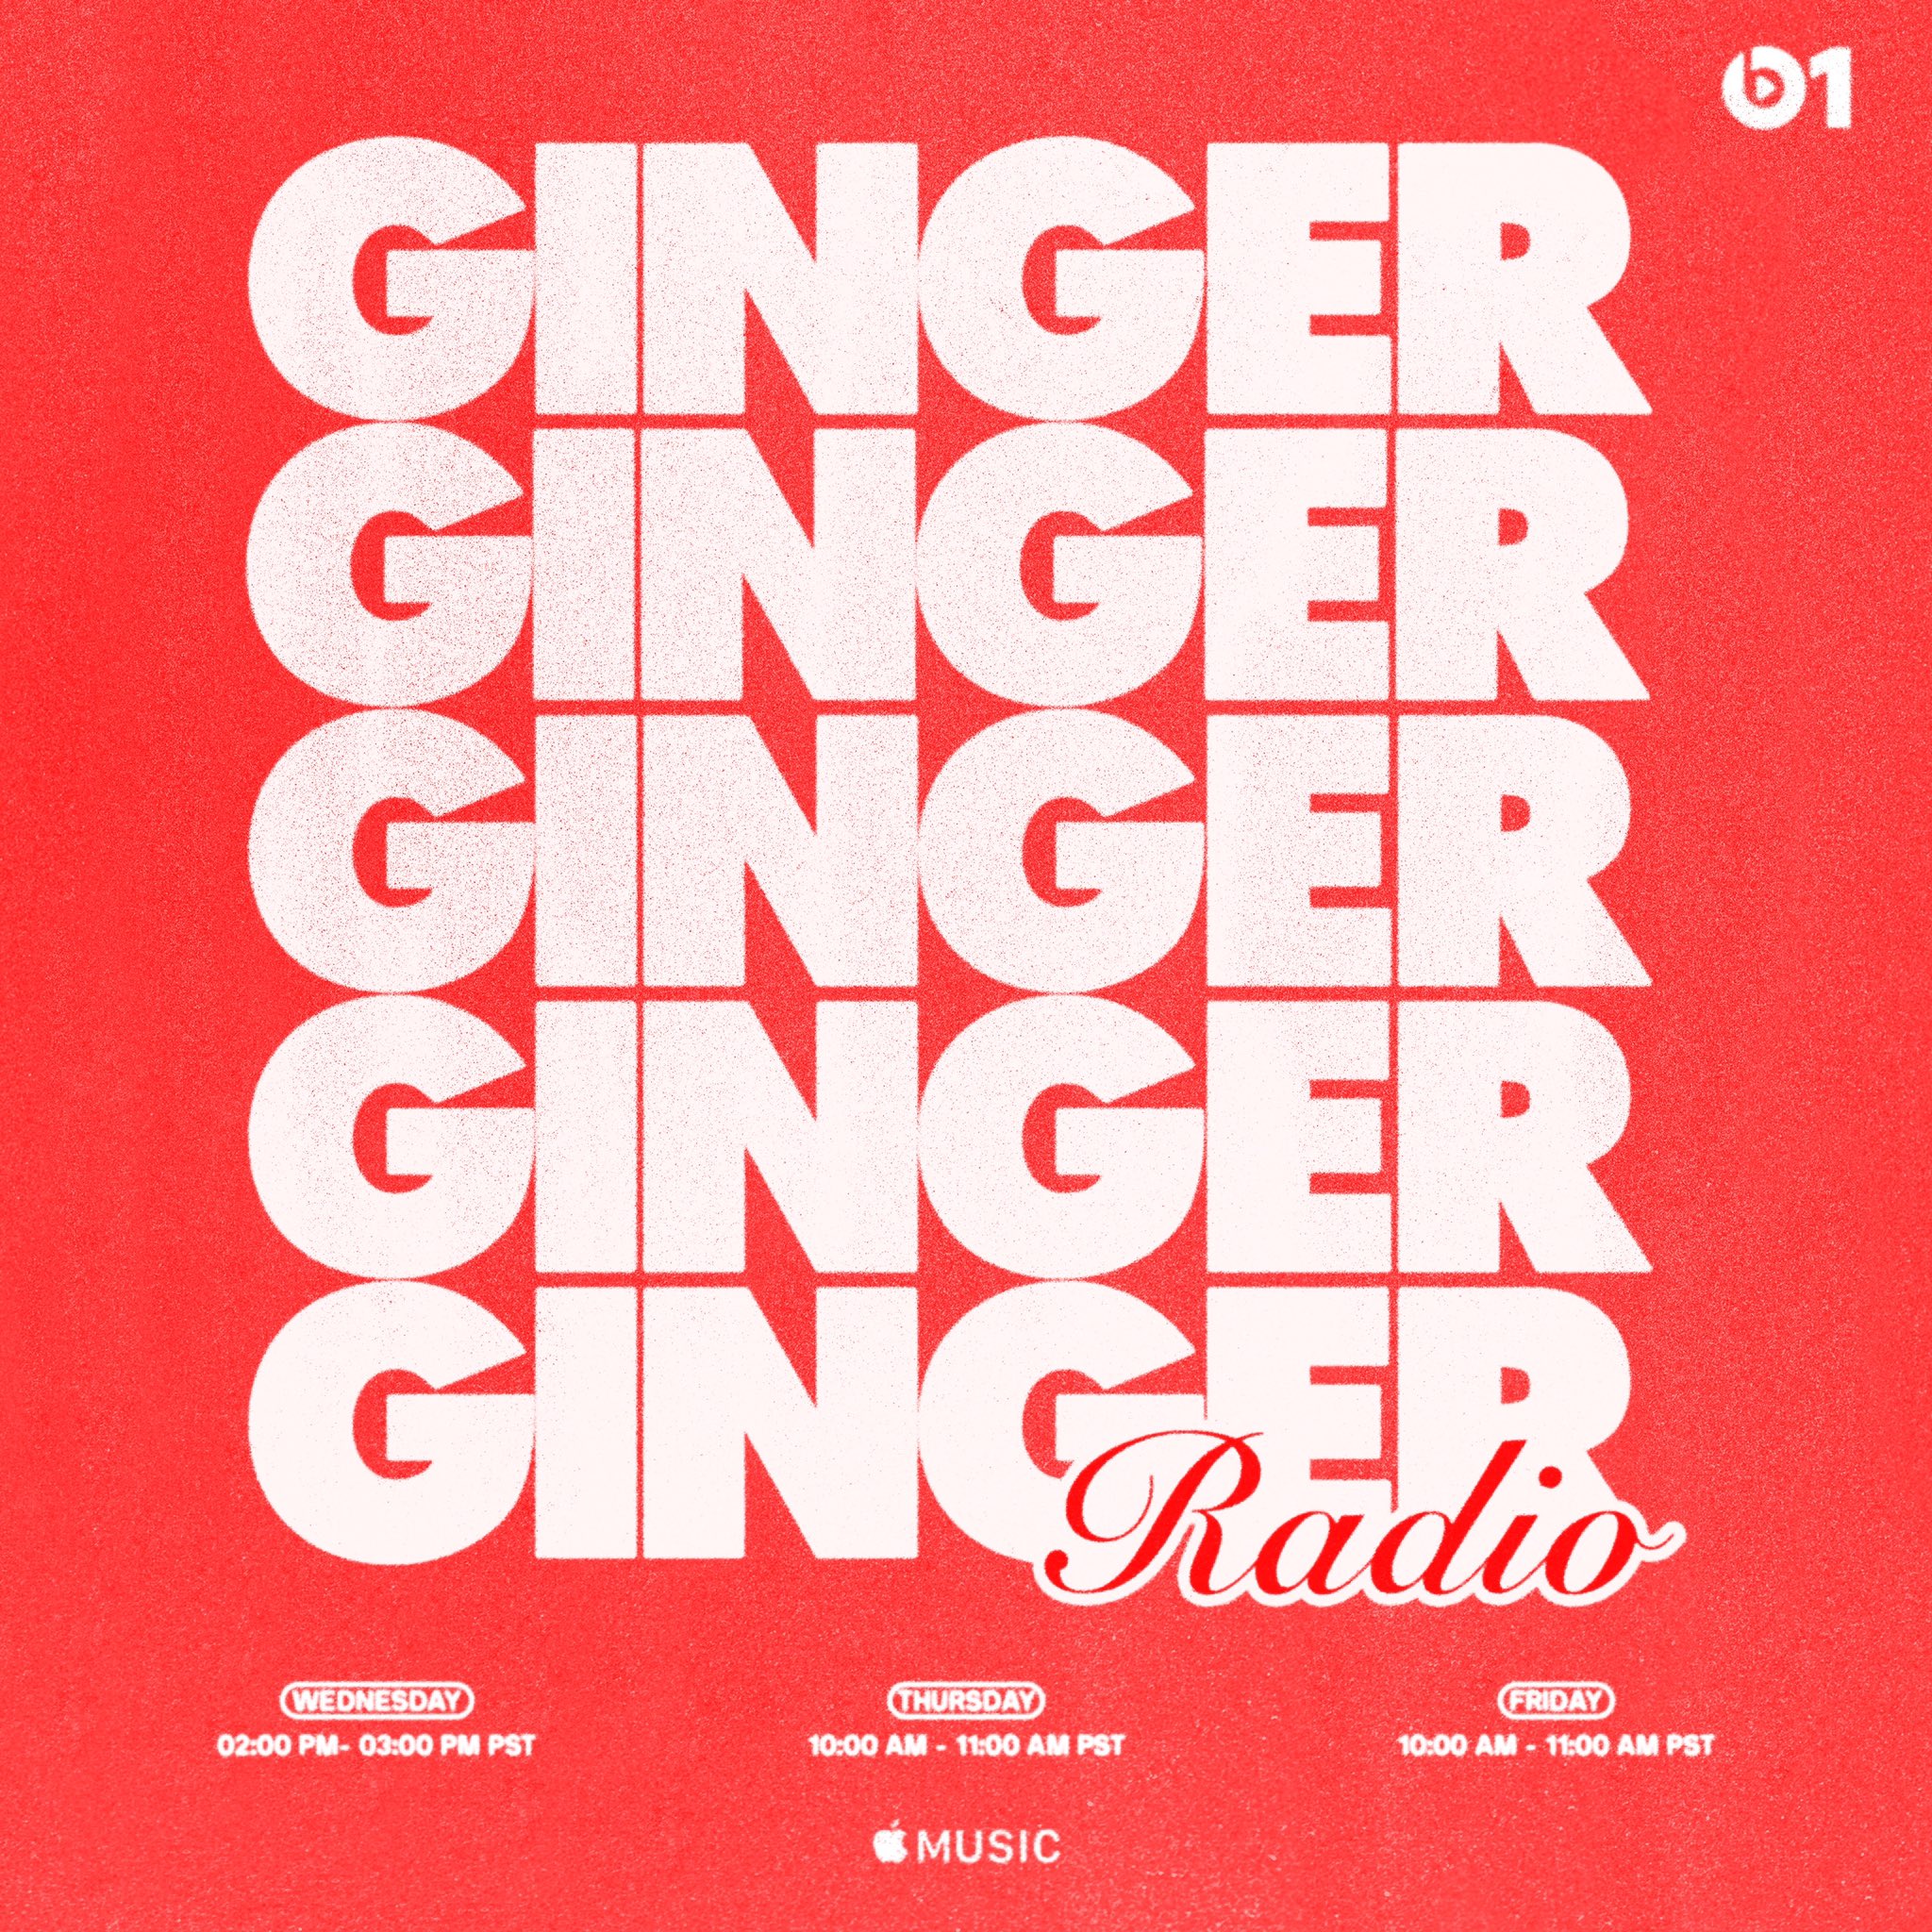 01
GINGER
GINGER
GINGER
GINGER
GINGER
Radio
WEDNESDAY THURSDAY FRIDAY
02:00 PM- 03:00 PM PST 10:00 AM - 11:00 AM PST 10:00 AM - 11:00 AM PST
MUSIC